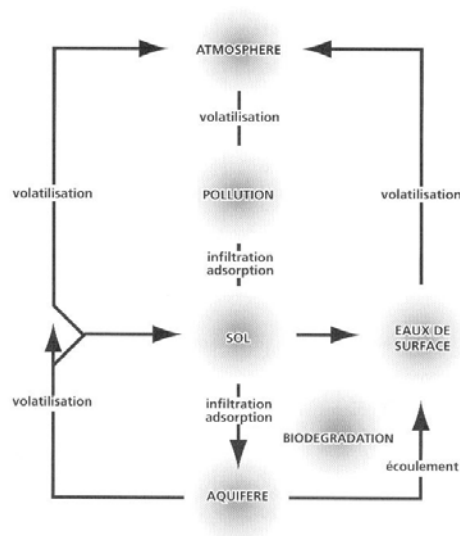 ATMOSPHERE
volatilisation
volatilisation
POLLUTION
volatilisation
infiltration
adsorption
SOL
EAUX DE
SURFACE
volatilisation
infiltration
adsorption
BIODEGRADATION
écoulement
AQUIFERE